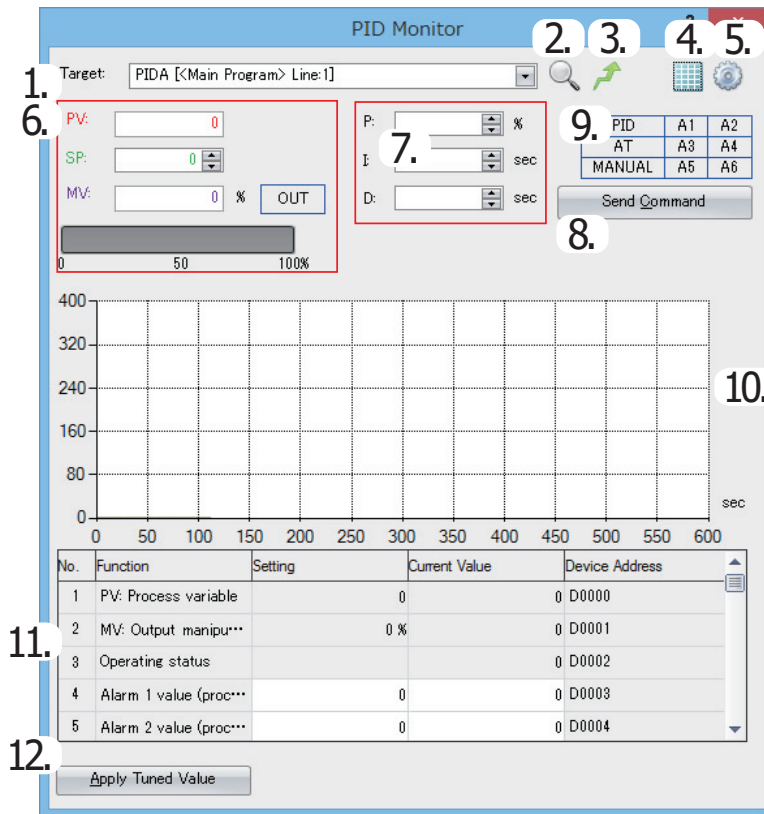 PID Monitor
2. 3. 4. 5.
1. Target: PIDA [<Main Program> Line:1]
6. 7. 9.
PV: 0
SP: 0
MV: 0 % OUT
0 50 100%
P: %
I: sec
D: sec
PID A1 A2
AT A3 A4
MANUAL A5 A6
Send Command
8.
400
320
240
160
80
0
10.
sec
0 50 100 150 200 250 300 350 400 450 500 550 600
No. Function Setting Current Value Device Address
1 PV: Process variable 0 0 D0000
2 MV: Output manipu··· 0 % 0 D0001
11.
3 Operating status 0 D0002
4 Alarm 1 value (proc··· 0 0 D0003
5 Alarm 2 value (proc··· 0 0 D0004
12.
Apply Tuned Value